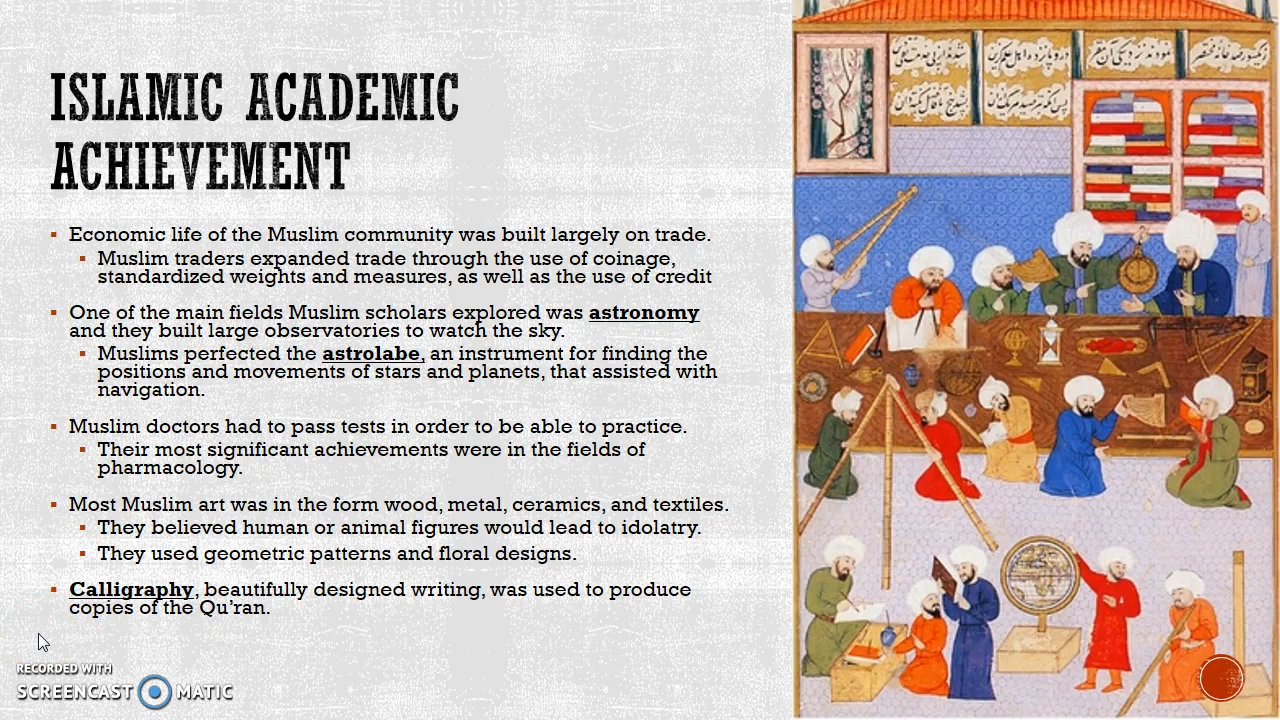 ISLAMIC ACADEMIC
ACHIEVEMENT
Economic life of the Muslim community was built largely on trade.
Muslim traders expanded trade through the use of coinage,
standardized weights and measures, as well as the use of credit
One of the main fields Muslim scholars explored was astronomy
and they built large observatories to watch the sky.
Muslims perfected the astrolabe, an instrument for finding the
positions and movements of stars and planets, that assisted with
navigation.
Muslim doctors had to pass tests in order to be able to practice.
Their most significant achievements were in the fields of
pharmacology.
Most Muslim art was in the form wood, metal, ceramics, and textiles.
They believed human or animal figures would lead to idolatry.
They used geometric patterns and floral designs.
Calligraphy, beautifully designed writing, was used to produce
copies of the Qu’ran.
RECORDED WITH
SCREENCAST MATIC